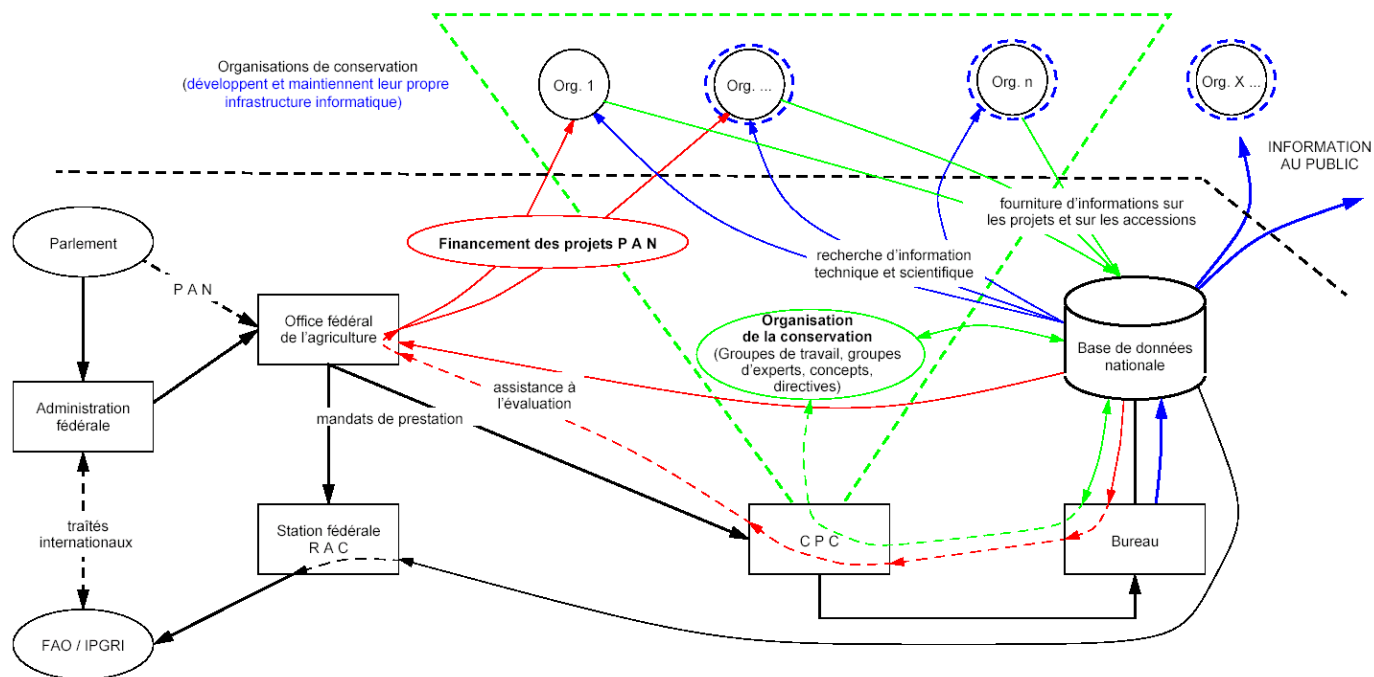 Organisations de conservation
(développent et maintiennent leur propre
infrastructure informatique)
Org. 1
Org. ...
Org. n
Org. X ...
INFORMATION
AU PUBLIC
fourniture d'informations sur
les projets et sur les accessions
Parlement
Financement des projets P A N
recherche d'information
technique et scientifique
P A N
Office fédéral
de l'agriculture
Organisation
de la conservation
(Groupes de travail, groupes
d'experts, concepts,
directives)
Base de données
nationale
assistance à
l'évaluation
Administration
fédérale
mandats de prestation
traîtés
internationaux
Station fédérale
R A C
C P C
Bureau
FAO / IPGRI